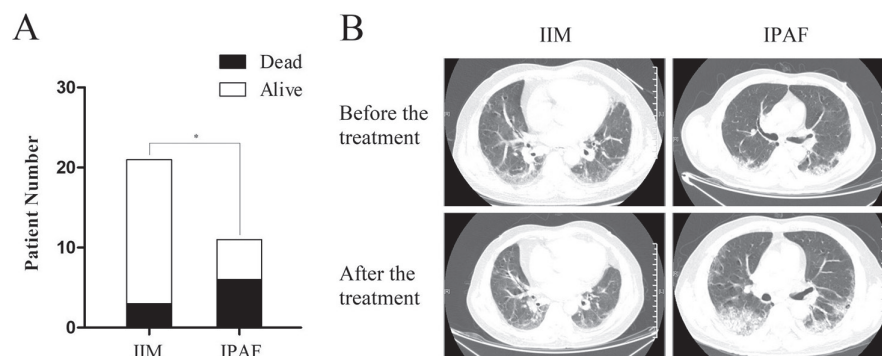 A
Dead
Alive
30
20
10
0
*
Patient Number
IIM
IPAF
B
IIM
IPAF
Before the
treatment
After the
treatment